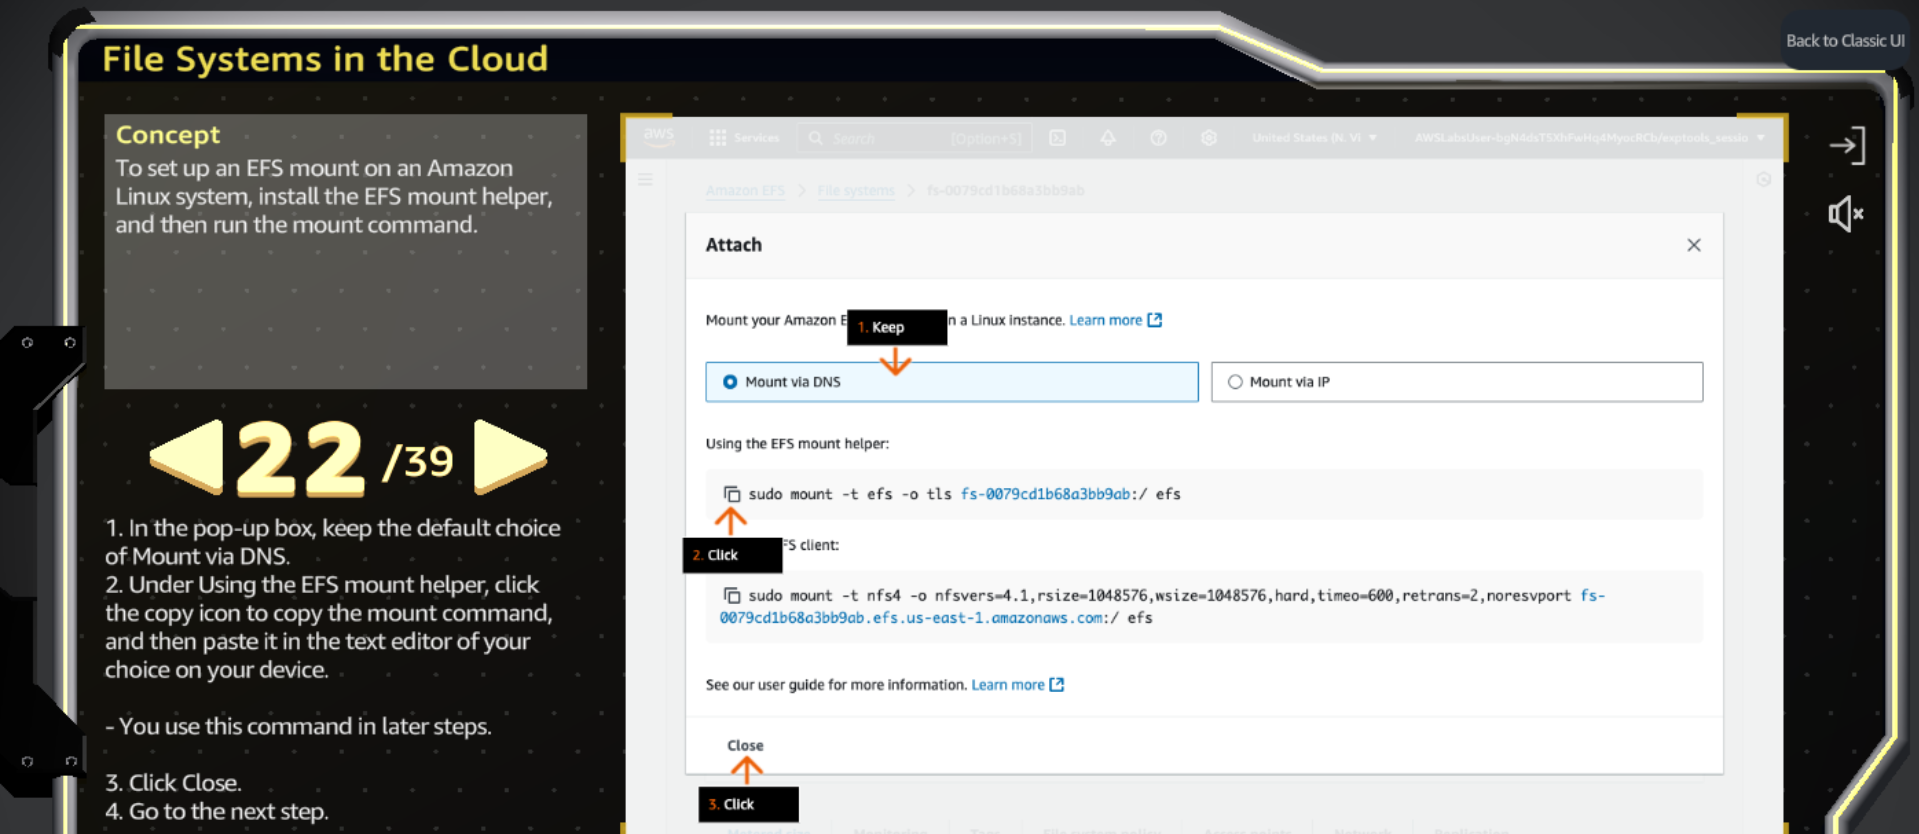 Back to Classic UI
File Systems in the Cloud
Concept
To set up an EFS mount on an Amazon
Linux system, install the EFS mount helper,
and then run the mount command.
22 /39
1. In the pop-up box, keep the default choice
of Mount via DNS.
2. Under Using the EFS mount helper, click
the copy icon to copy the mount command,
and then paste it in the text editor of your
choice on your device.
- You use this command in later steps.
3. Click Close.
4. Go to the next step.
aws Services Search [Option+S] United States (N. Vi
Amazon EFS > File systems > fs-0079cd1b68a3bb9ab
Attach
Mount your Amazon E
1. Keep
n a Linux instance. Learn more
Mount via DNS
Mount via IP
Using the EFS mount helper:
sudo mount -t efs -o tls fs-0079cd1b68a3bb9ab:/ efs
2. Click
FS client:
sudo mount -t nfs4 -o nfsvers=4.1,rsize=1048576,wsize=1048576,hard,timeo=600,retrans=2,noresvport fs-
0079cd1b68a3bb9ab.efs.us-east-1.amazonaws.com:/ efs
See our user guide for more information. Learn more
Close
3. Click